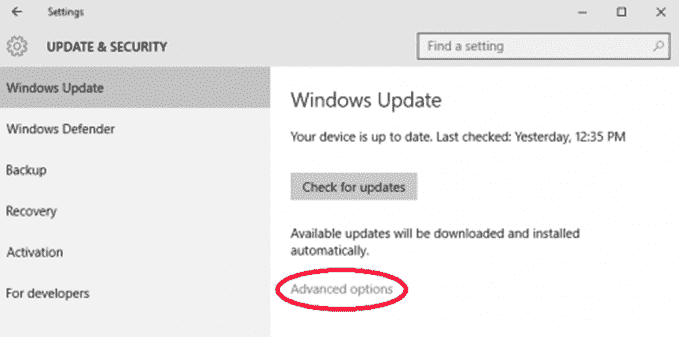 Settings
UPDATE & SECURITY
Find a setting
Windows Update
Windows Defender
Backup
Recovery
Activation
For developers
Windows Update
Your device is up to date. Last checked: Yesterday, 12:35 PM
Check for updates
Available updates will be downloaded and installed
automatically.
Advanced options